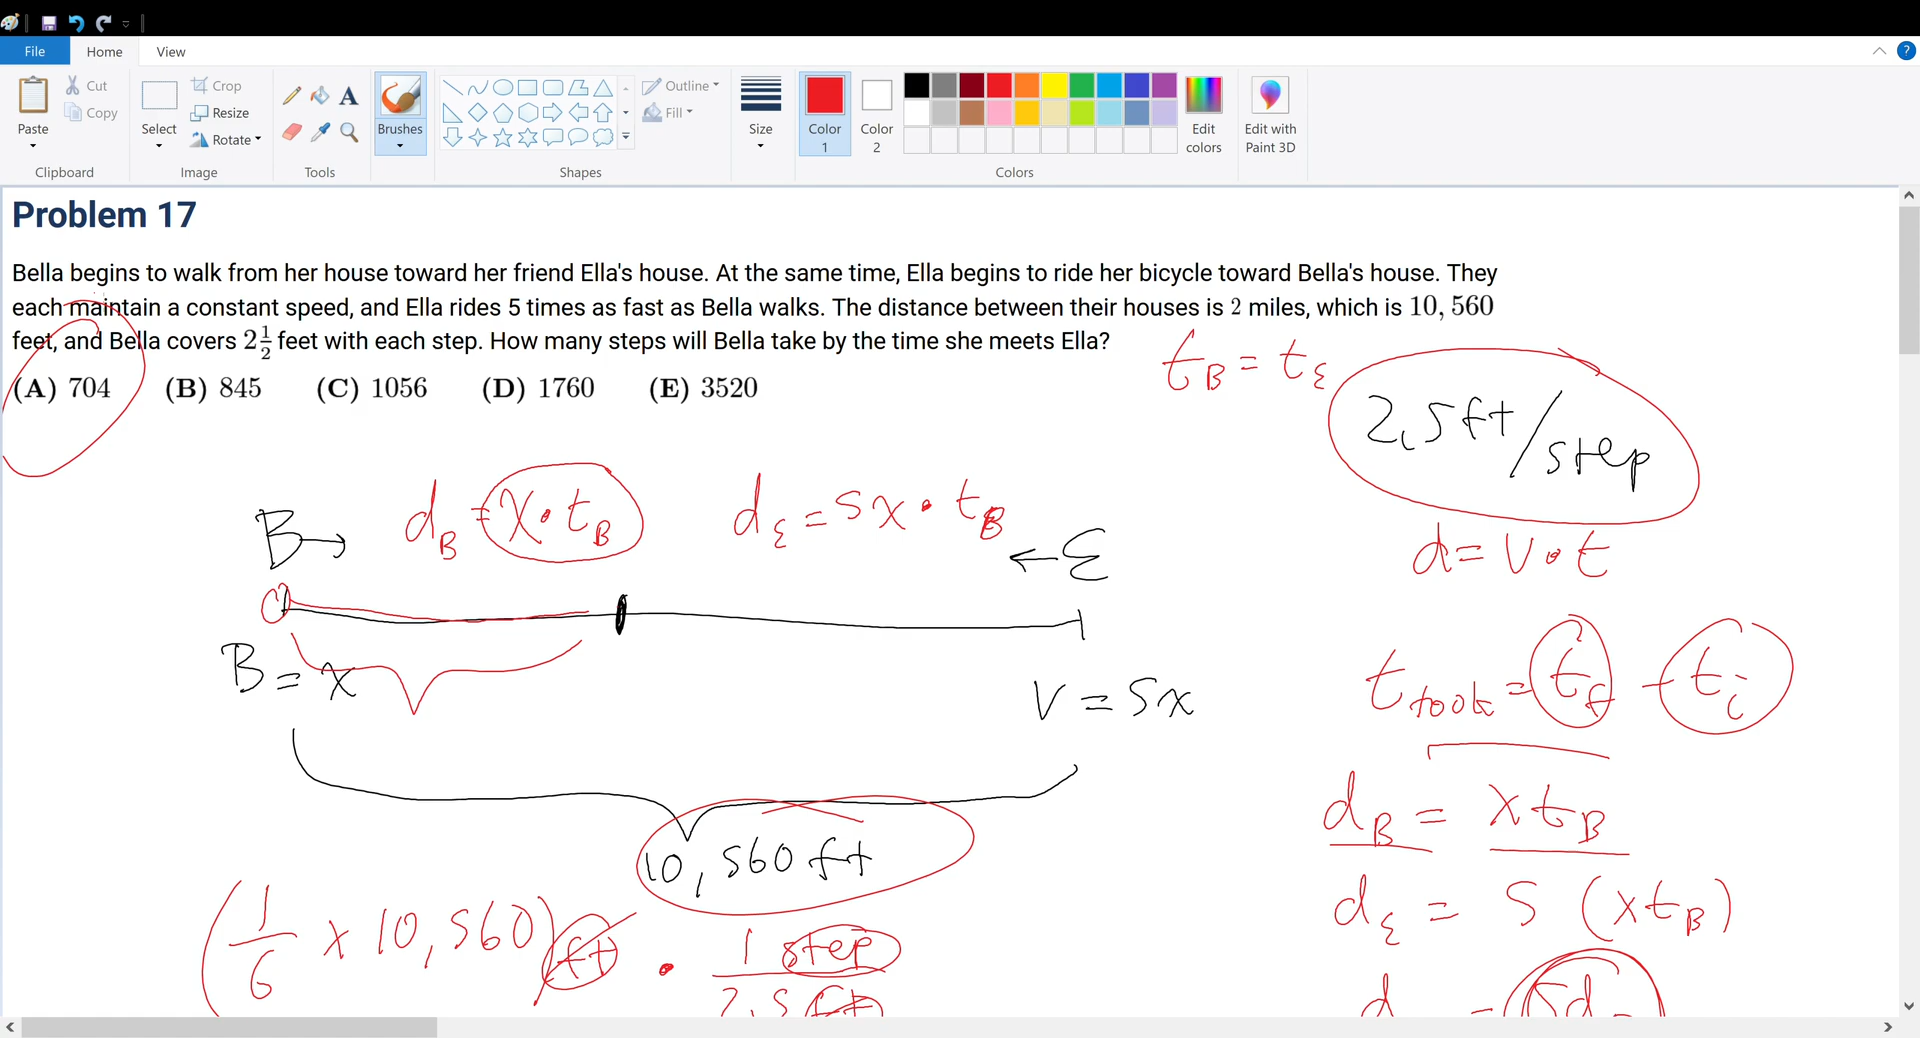 File Home View
Paste
Cut
Copy
Clipboard
Select
Crop
Resize
Rotate
Image
A
Tools
Brushes
Outline
Fill
Shapes
Size
Color 1
Color 2
Edit colors
Colors
Edit with Paint 3D
?
Problem 17
Bella begins to walk from her house toward her friend Ella's house. At the same time, Ella begins to ride her bicycle toward Bella's house. They
each maintain a constant speed, and Ella rides 5 times as fast as Bella walks. The distance between their houses is 2 miles, which is 10, 560
feet, and Bella covers 2 1/2 feet with each step. How many steps will Bella take by the time she meets Ella?
(A) 704 (B) 845 (C) 1056 (D) 1760 (E) 3520
t_B = t_ε
2.5ft/step
B→
d_B = x · t_B
d_ε = 5x · t_B
←ε
d = v · t
B = x
v = 5x
t_took = t_f - t_i
10,560 ft
d_B = x t_B
d_ε = 5 (x t_B)
(1/6 x 10,560) ft · 1 step / 2.5 ft